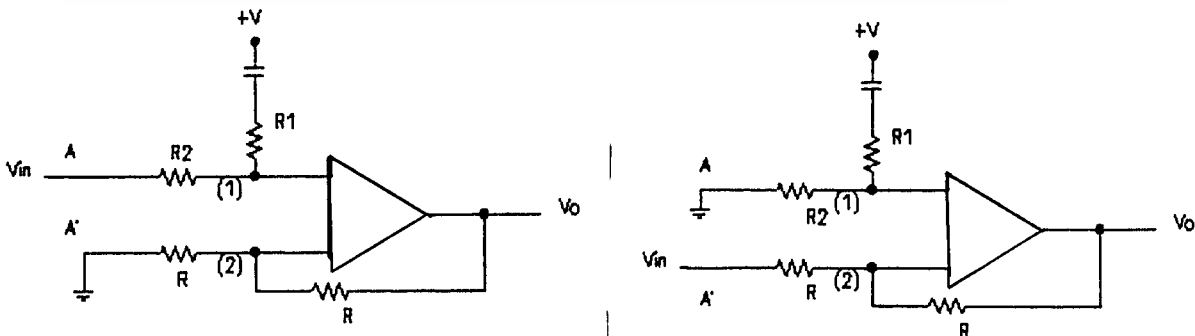 +V
R1
A
R2
Vin
(1)
A'
R
(2)
R
Vo
+V
R1
A
R2
(1)
Vin
R
(2)
A'
R
Vo